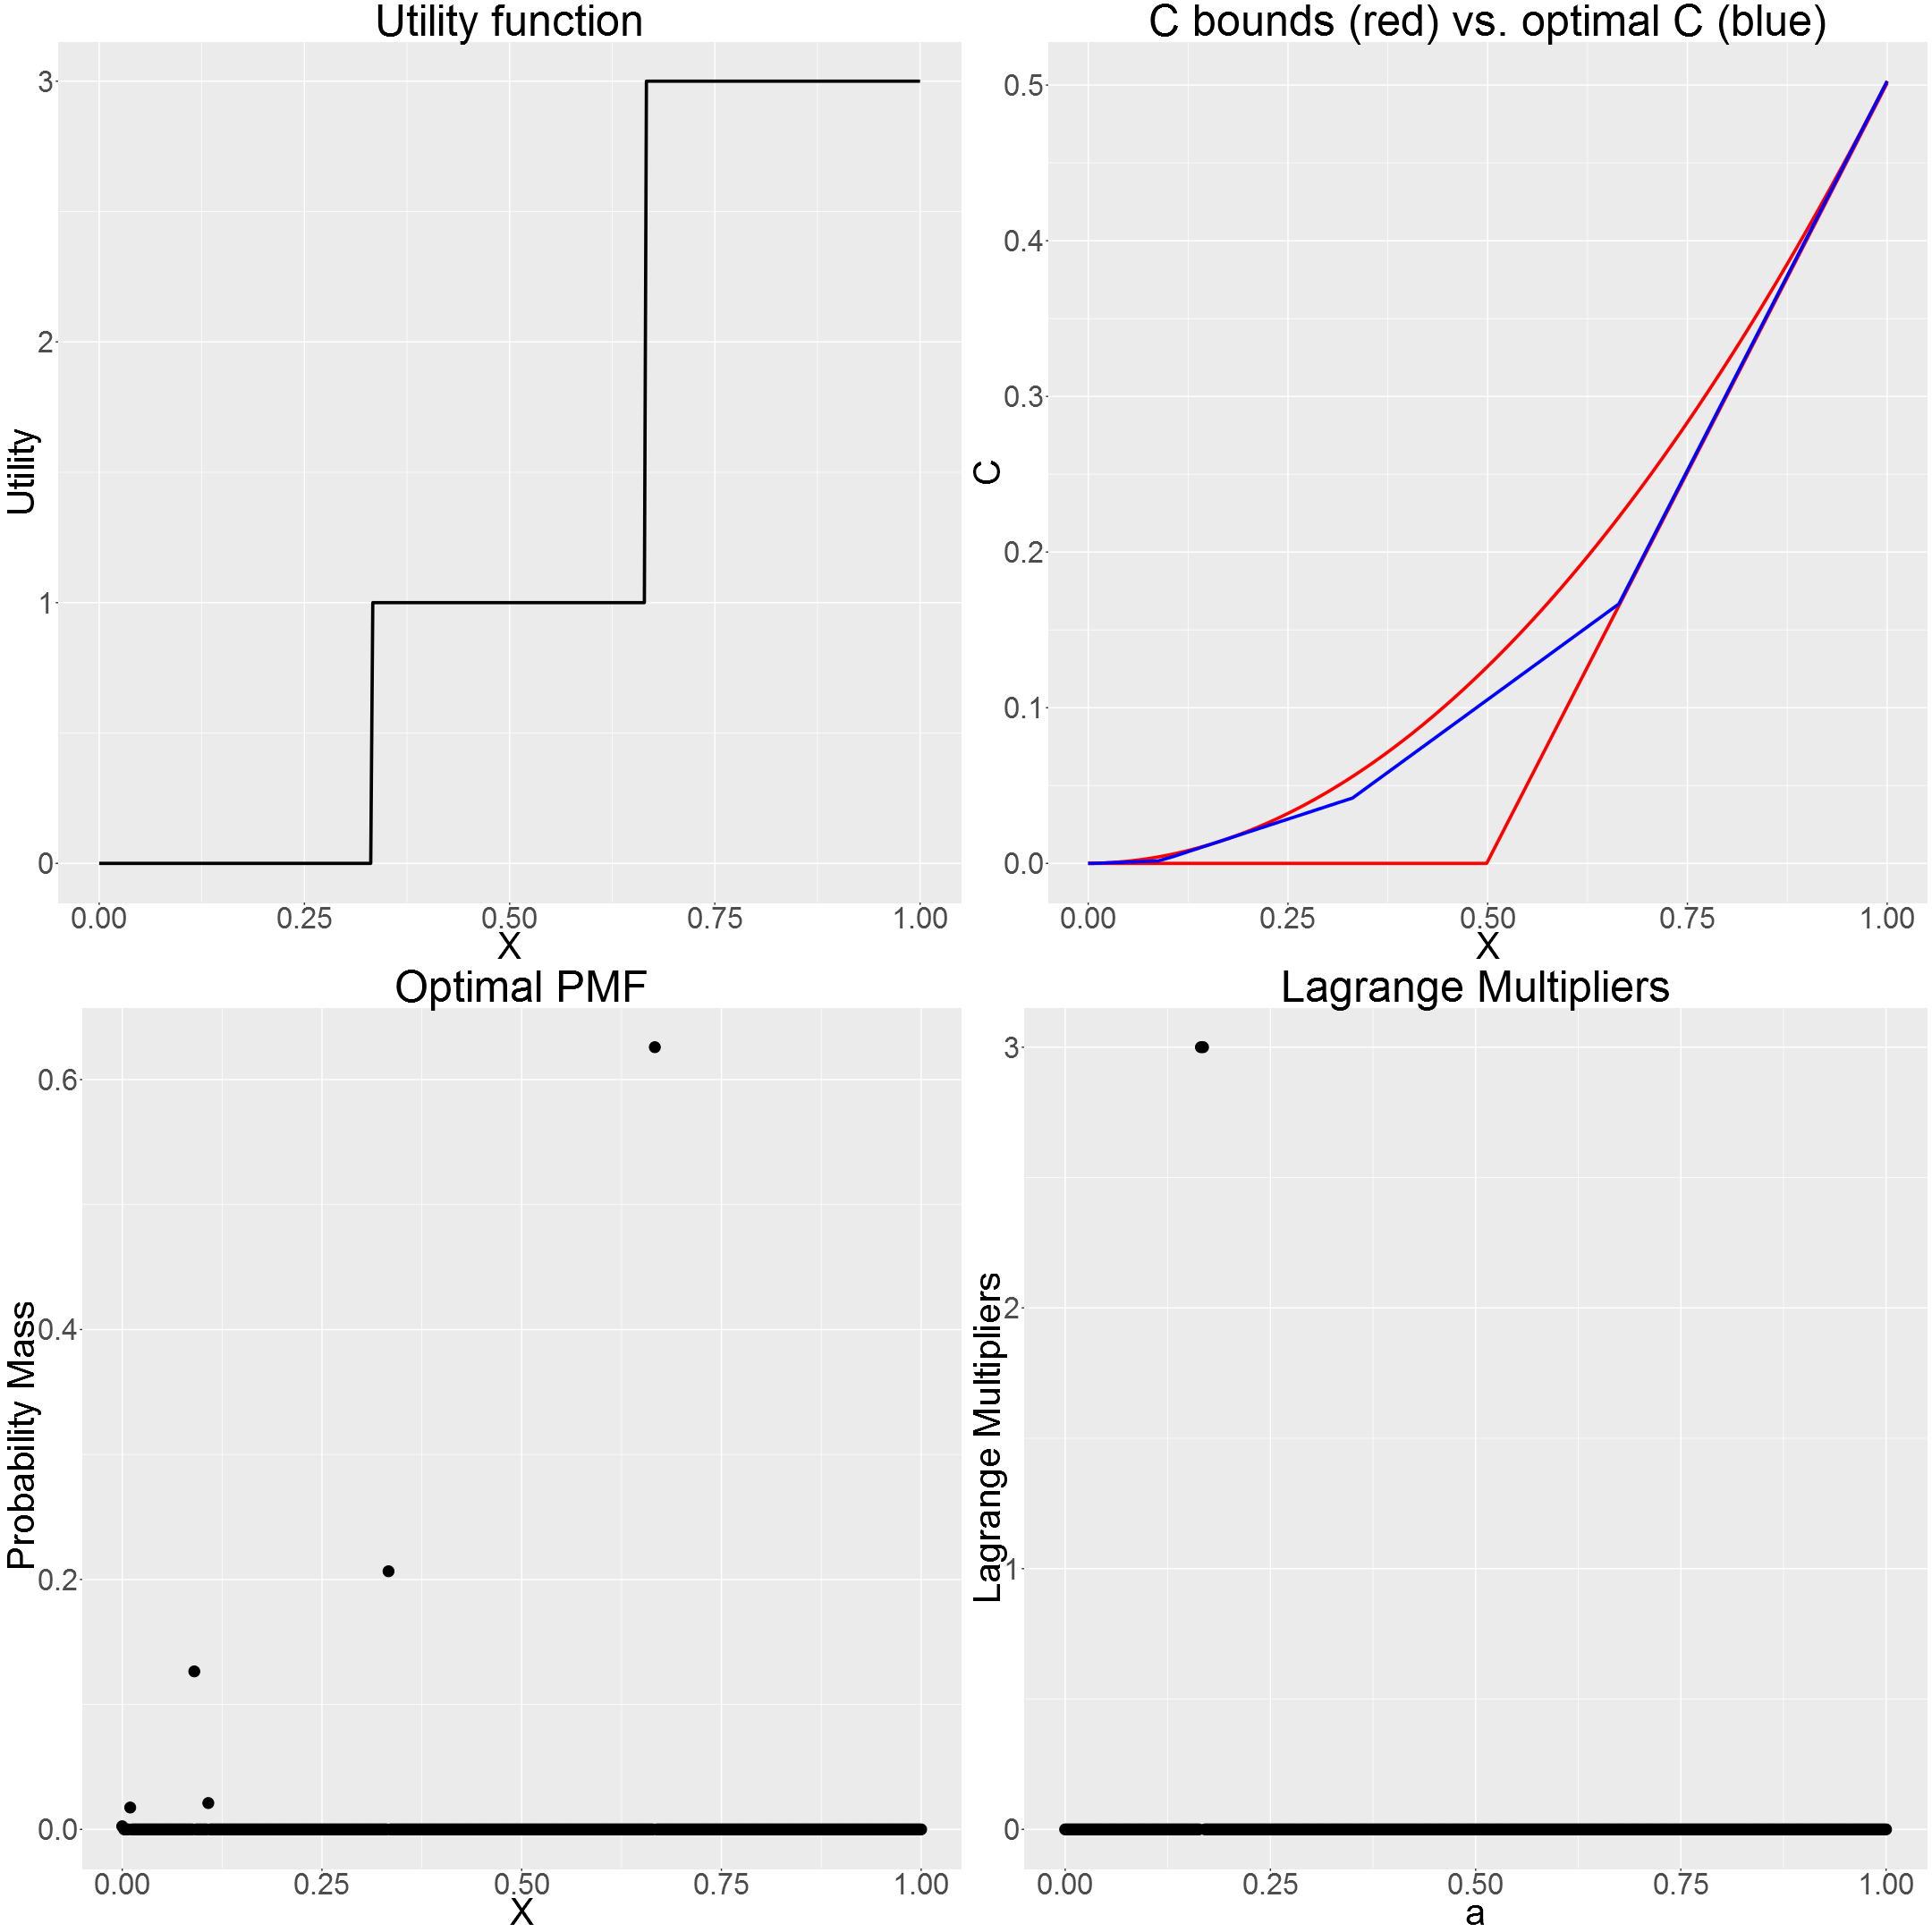 Utility function
3
2
1
0
Utility
0.00 0.25 0.50 0.75 1.00
X
C bounds (red) vs. optimal C (blue)
0.5
0.4
0.3
0.2
0.1
0.0
C
0.00 0.25 0.50 0.75 1.00
X
Optimal PMF
0.6
0.4
0.2
0.0
Probability Mass
0.00 0.25 0.50 0.75 1.00
X
Lagrange Multipliers
3
2
1
0
Lagrange Multipliers
0.00 0.25 0.50 0.75 1.00
a